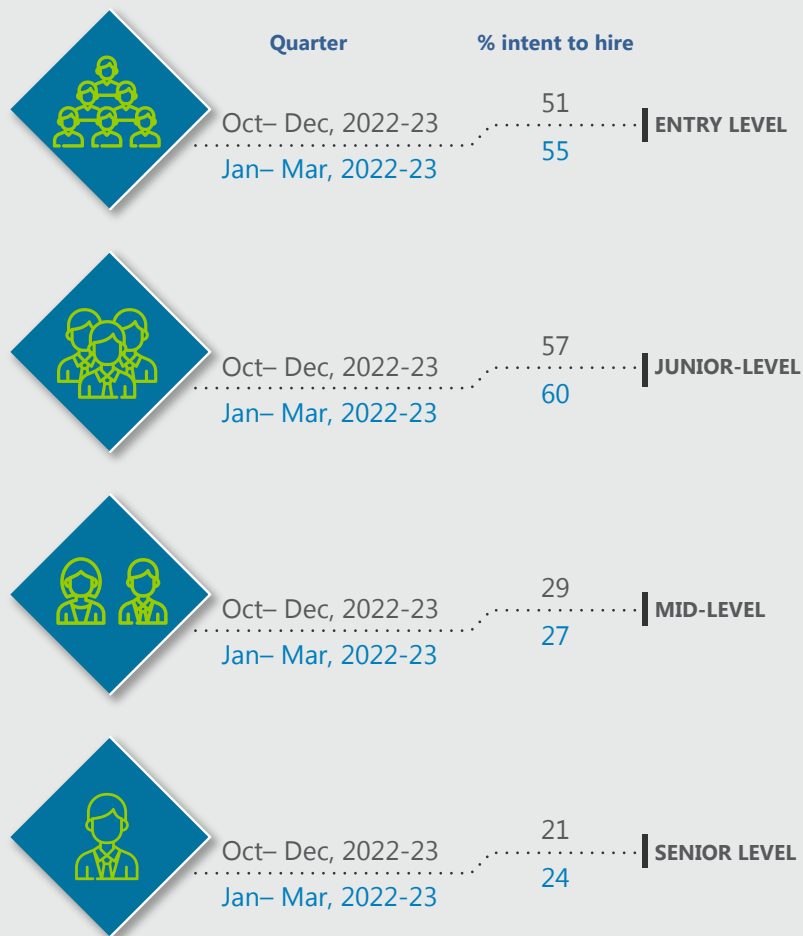 Quarter % intent to hire
51
Oct– Dec, 2022-23 ENTRY LEVEL
55
Jan– Mar, 2022-23
57
Oct– Dec, 2022-23 JUNIOR-LEVEL
60
Jan– Mar, 2022-23
29
Oct– Dec, 2022-23 MID-LEVEL
27
Jan– Mar, 2022-23
21
Oct– Dec, 2022-23 SENIOR LEVEL
24
Jan– Mar, 2022-23